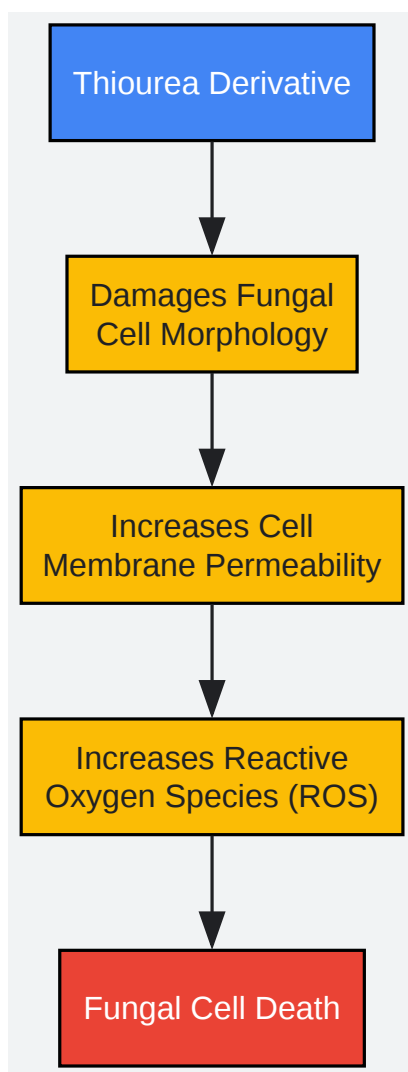 Thiourea Derivative
Damages Fungal
Cell Morphology
Increases Cell
Membrane Permeability
Increases Reactive
Oxygen Species (ROS)
Fungal Cell Death